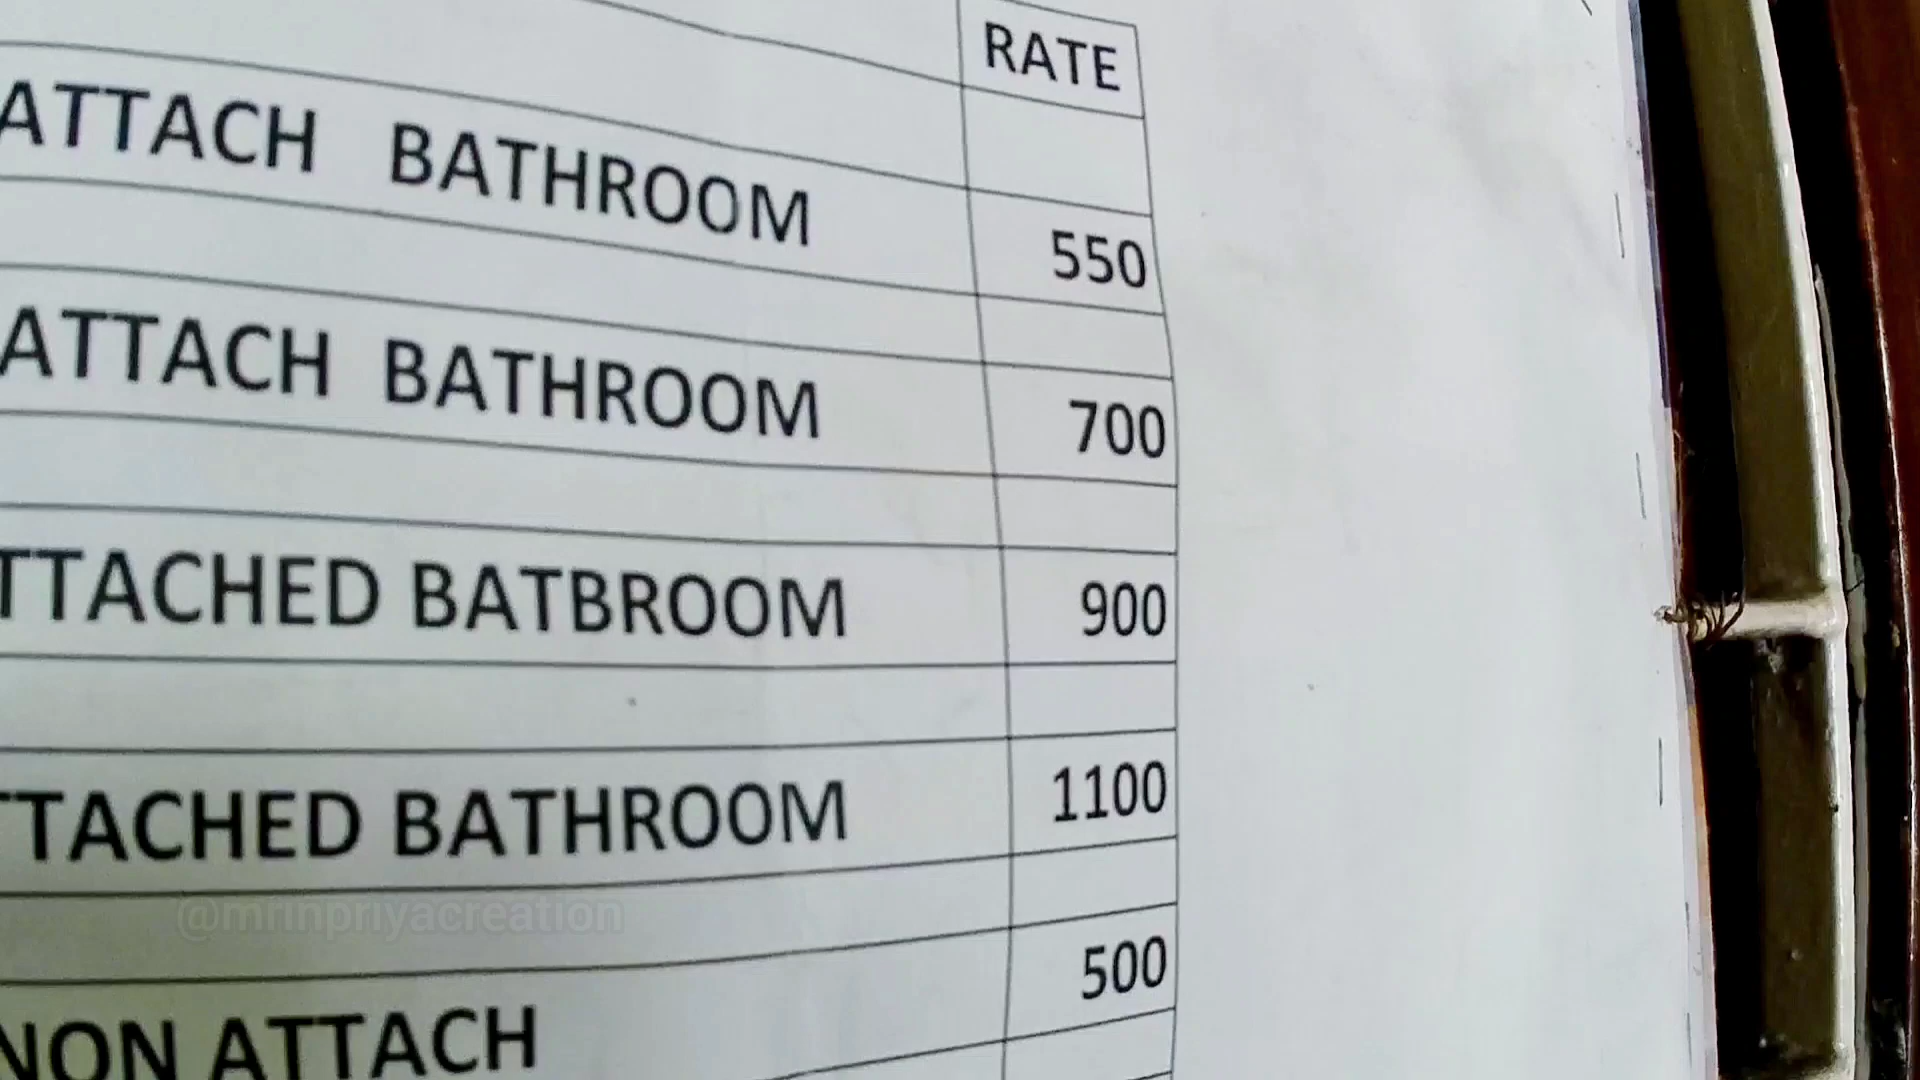 RATE
ATTACH BATHROOM 550
ATTACH BATHROOM 700
TTACHED BATBROOM 900
TTACHED BATHROOM 1100
@mrinpriyacreation
NON ATTACH 500